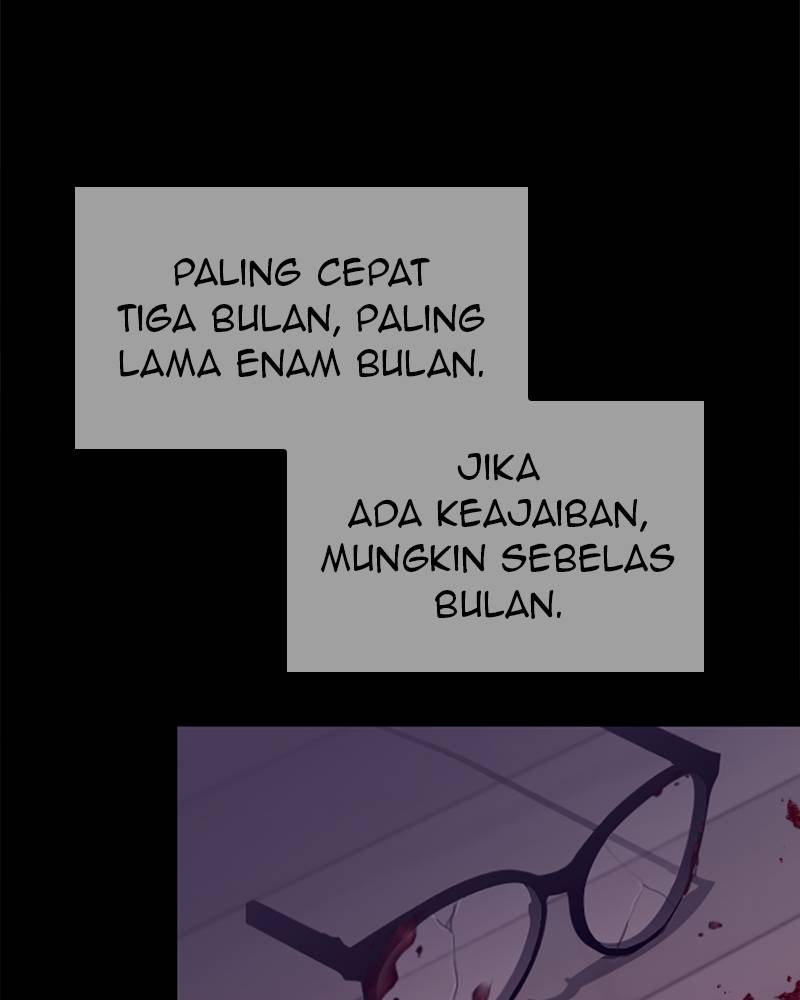 PALING CEPAT
TIGA BULAN, PALING
LAMA ENAM BULAN.
JIKA
ADA KEAJAIBAN,
MUNGKIN SEBELAS
BULAN.